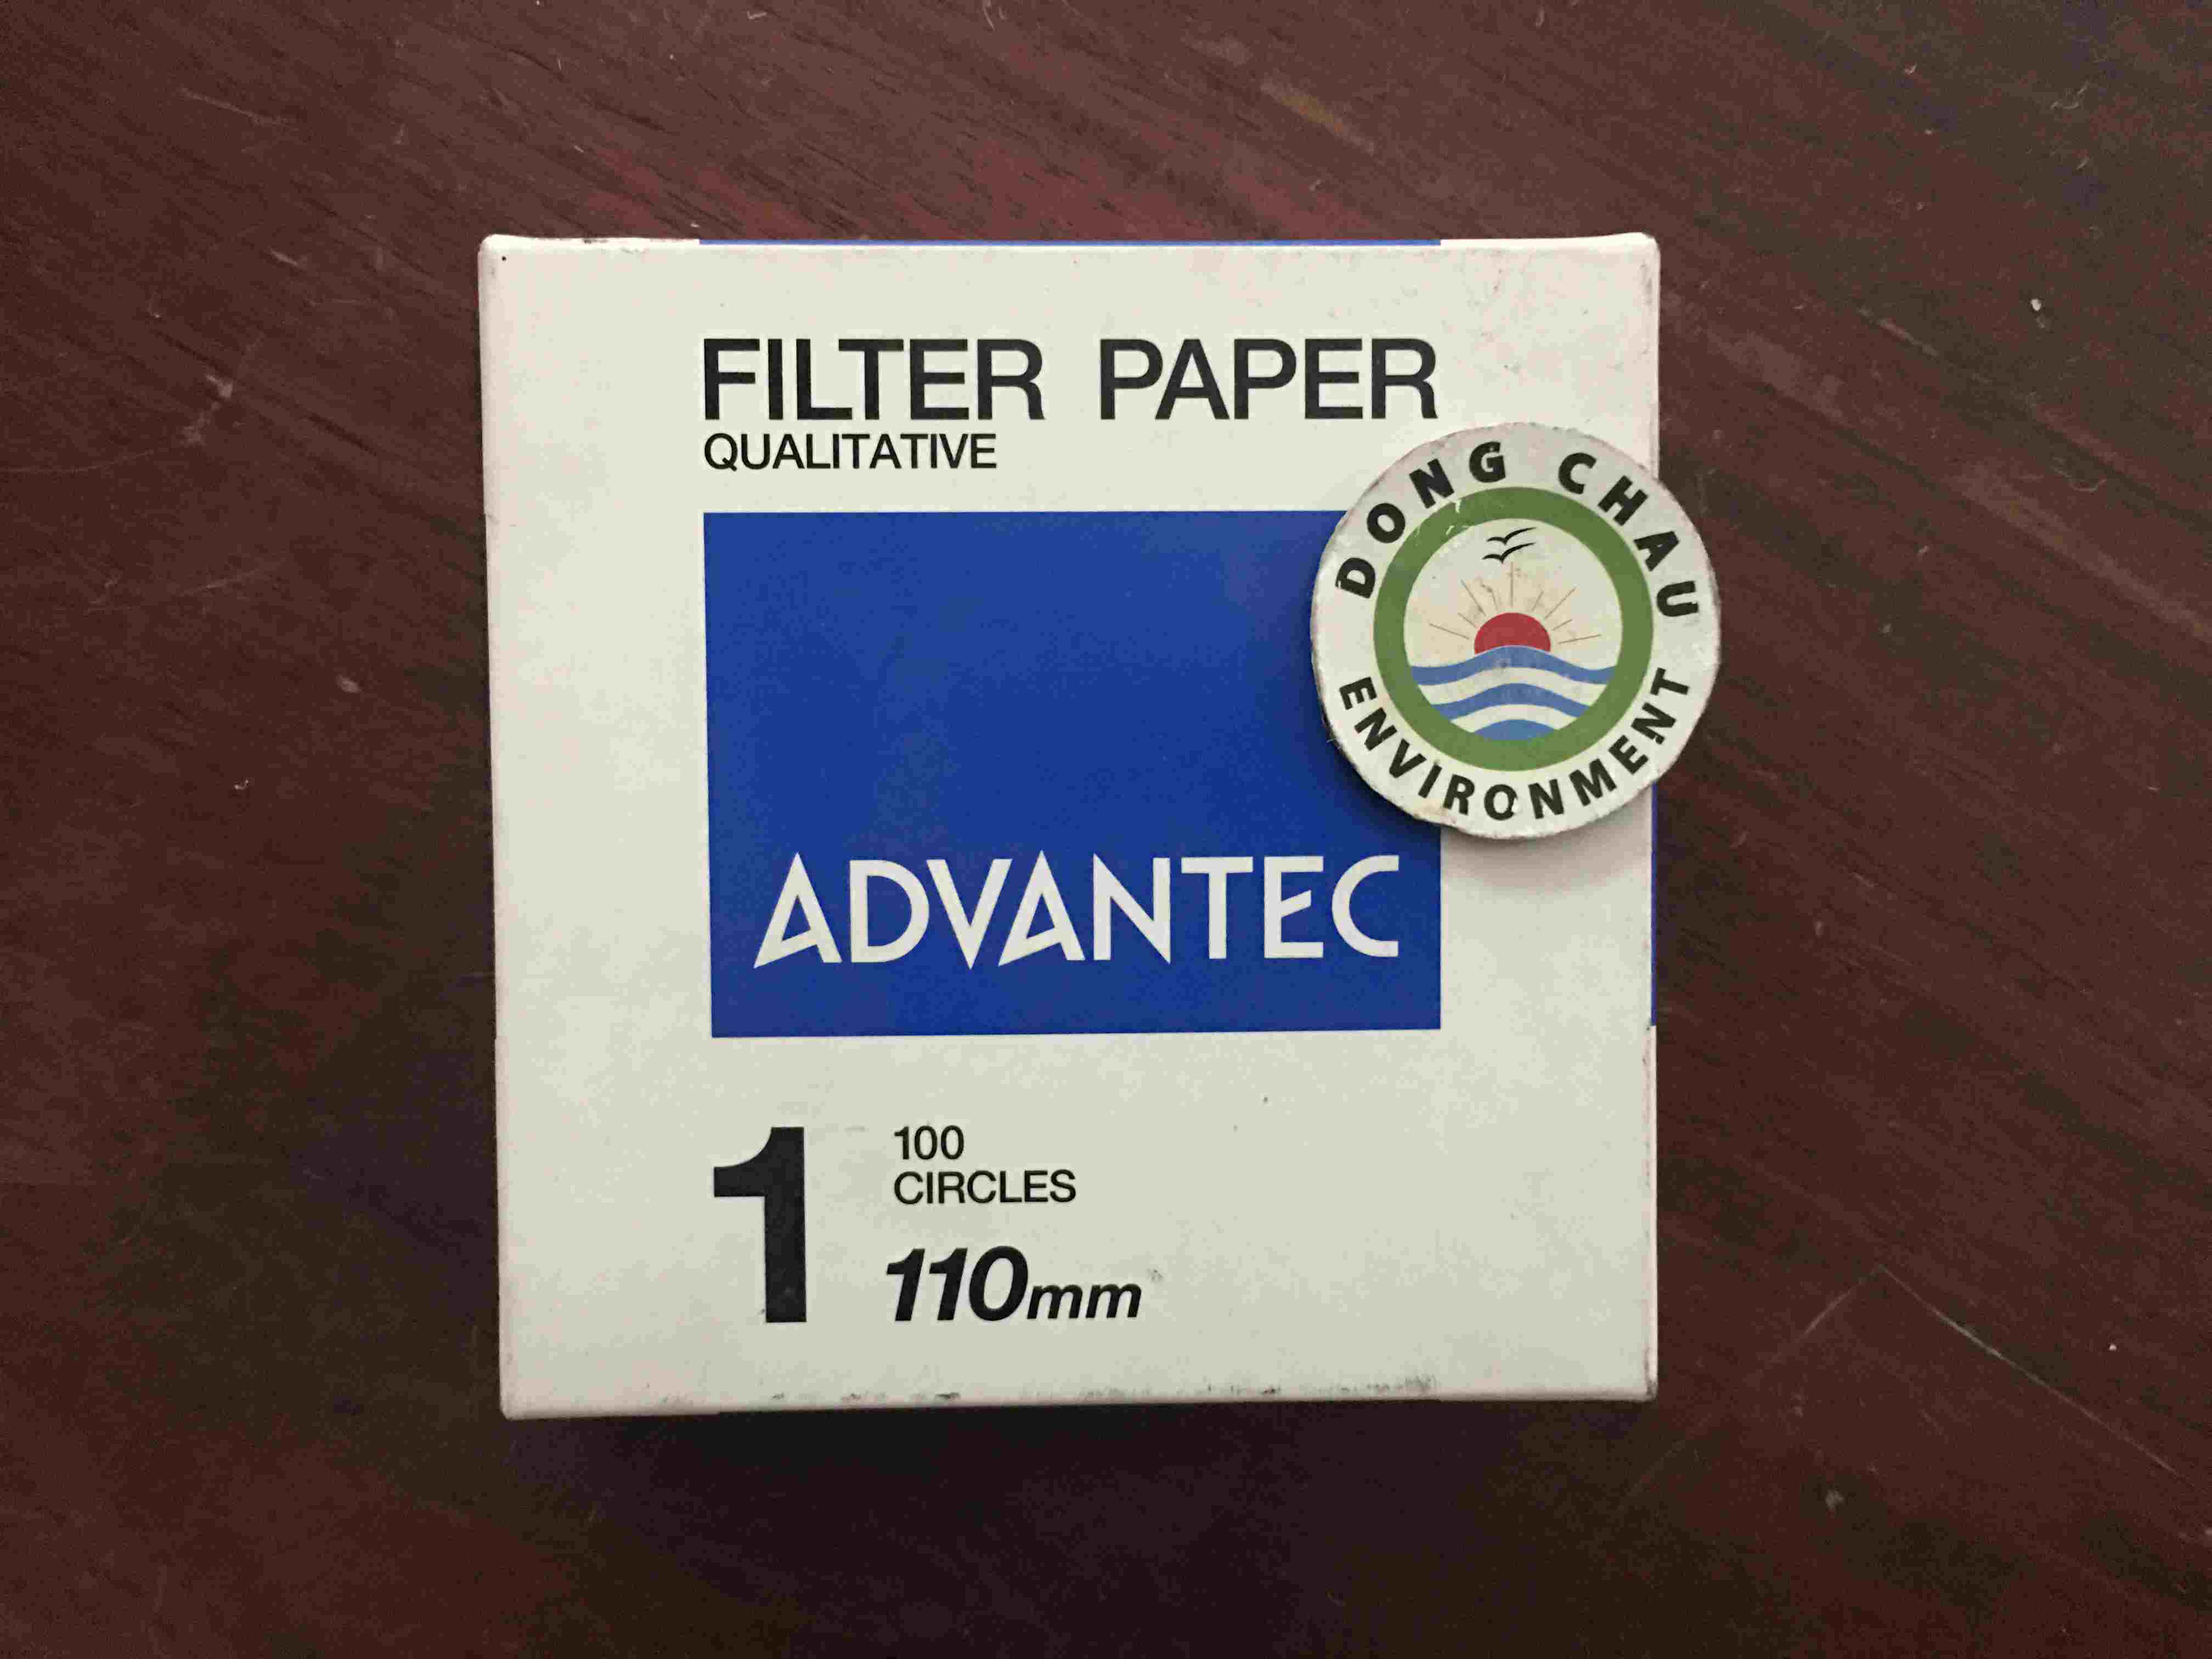 FILTER PAPER
QUALITATIVE
DONG CHAU
ENVIRONMENT
ADVANTEC
1
100
CIRCLES
110mm